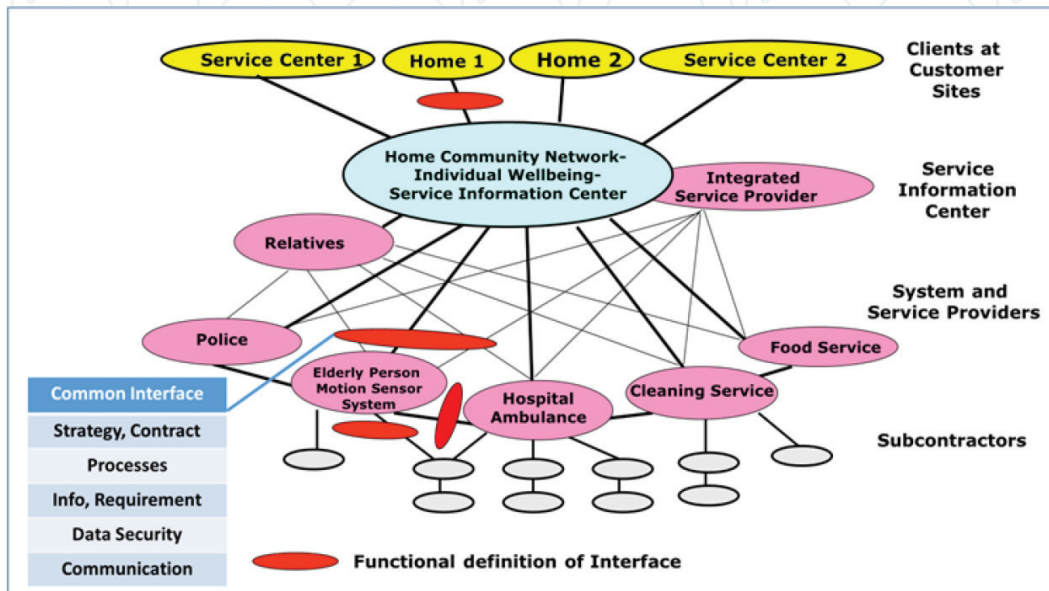 Service Center 1
Home 1
Home 2
Service Center 2
Clients at
Customer
Sites
Home Community Network-
Individual Wellbeing-
Service Information Center
Integrated
Service Provider
Service
Information
Center
Relatives
System and
Service Providers
Police
Food Service
Elderly Person
Motion Sensor
System
Hospital
Ambulance
Cleaning Service
Subcontractors
Common Interface
Strategy, Contract
Processes
Info, Requirement
Data Security
Communication
Functional definition of Interface